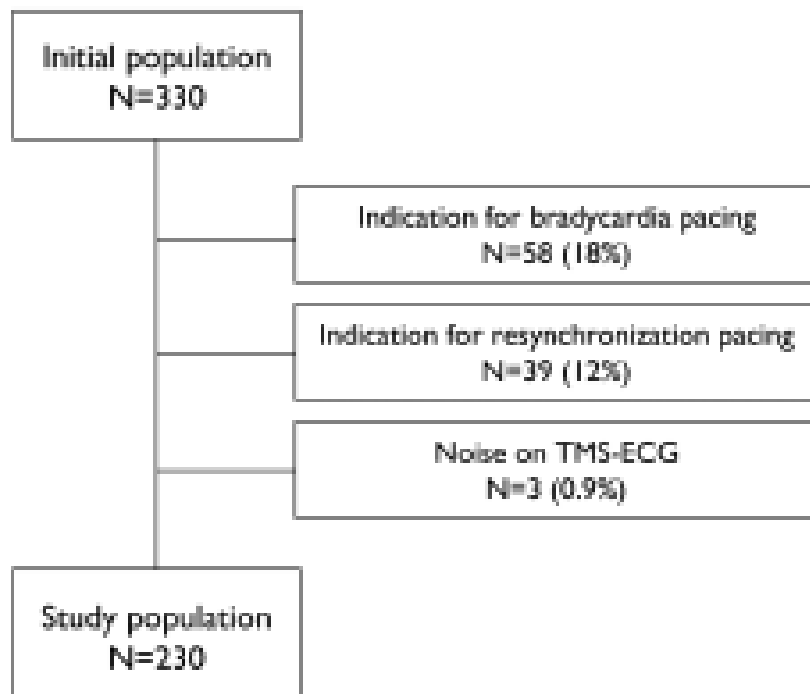 Initial population
N=330
Indication for bradycardia pacing
N=58 (18%)
Indication for resynchronization pacing
N=39 (12%)
Noise on TMS-ECG
N=3 (0.9%)
Study population
N=230